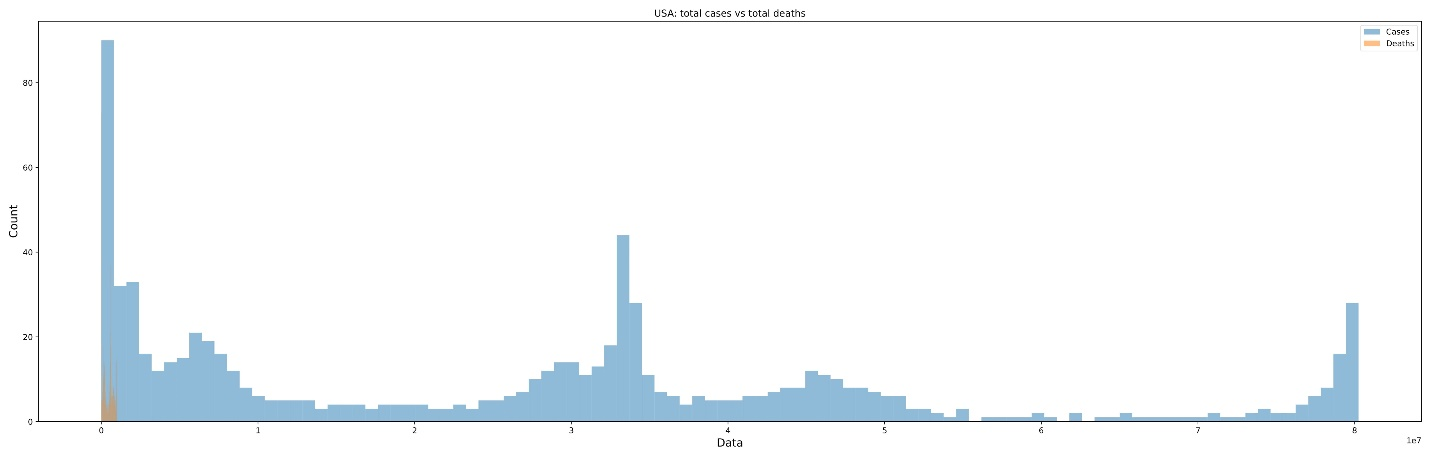 USA: total cases vs total deaths
Cases
Deaths
Count
80
60
40
20
0
0 1 2 3 4 5 6 7 8
1e7
Data